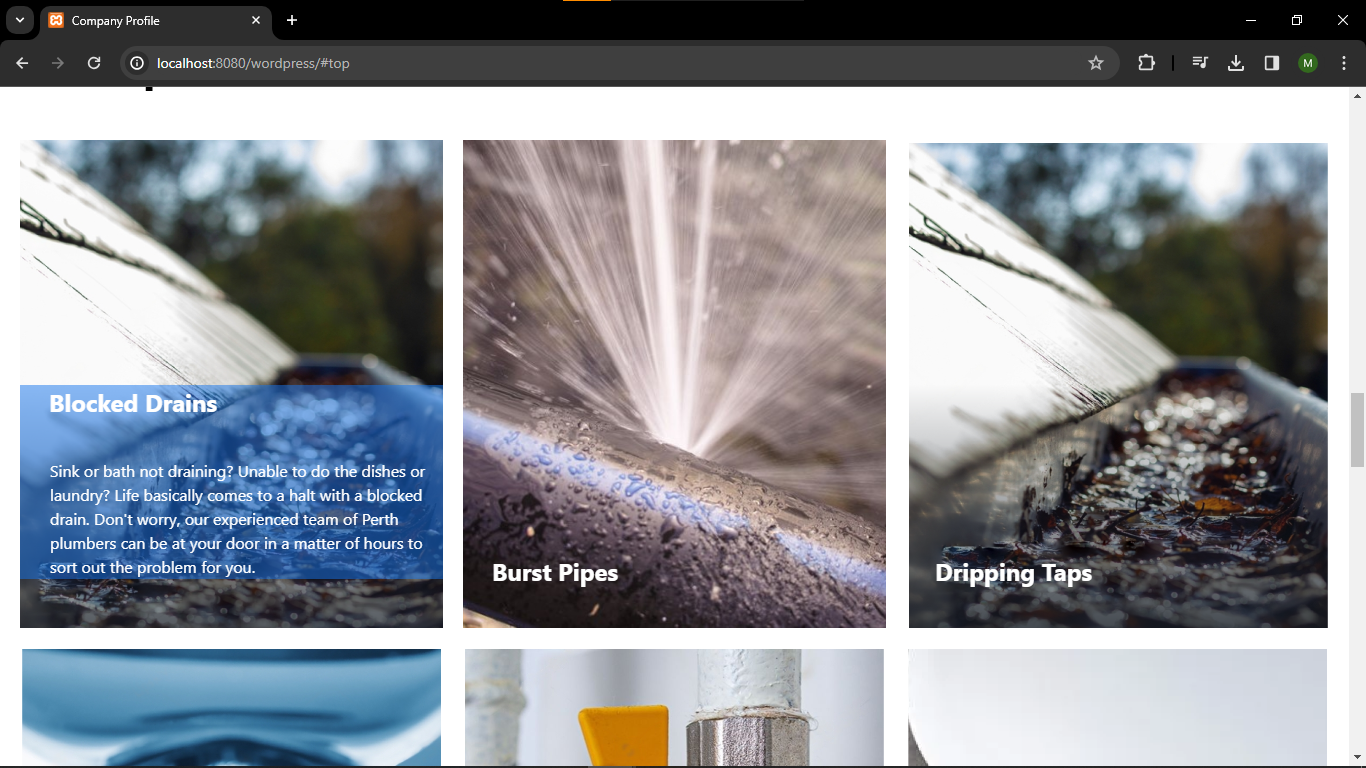 Company Profile
localhost:8080/wordpress/#top
M
Blocked Drains
Sink or bath not draining? Unable to do the dishes or
laundry? Life basically comes to a halt with a blocked
drain. Don't worry, our experienced team of Perth
plumbers can be at your door in a matter of hours to
sort out the problem for you.
Burst Pipes
Dripping Taps